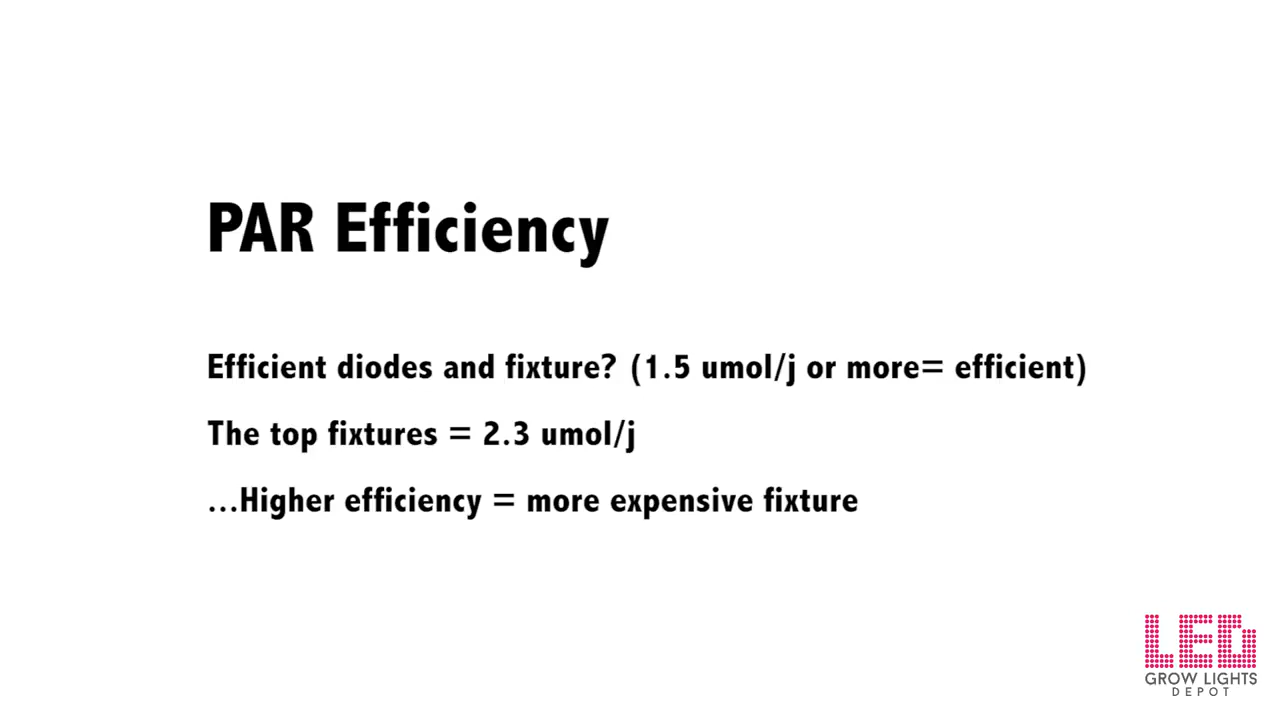 PAR Efficiency
Efficient diodes and fixture? (1.5 umol/j or more= efficient)
The top fixtures = 2.3 umol/j
...Higher efficiency = more expensive fixture
LED
GROW LIGHTS
DEPOT